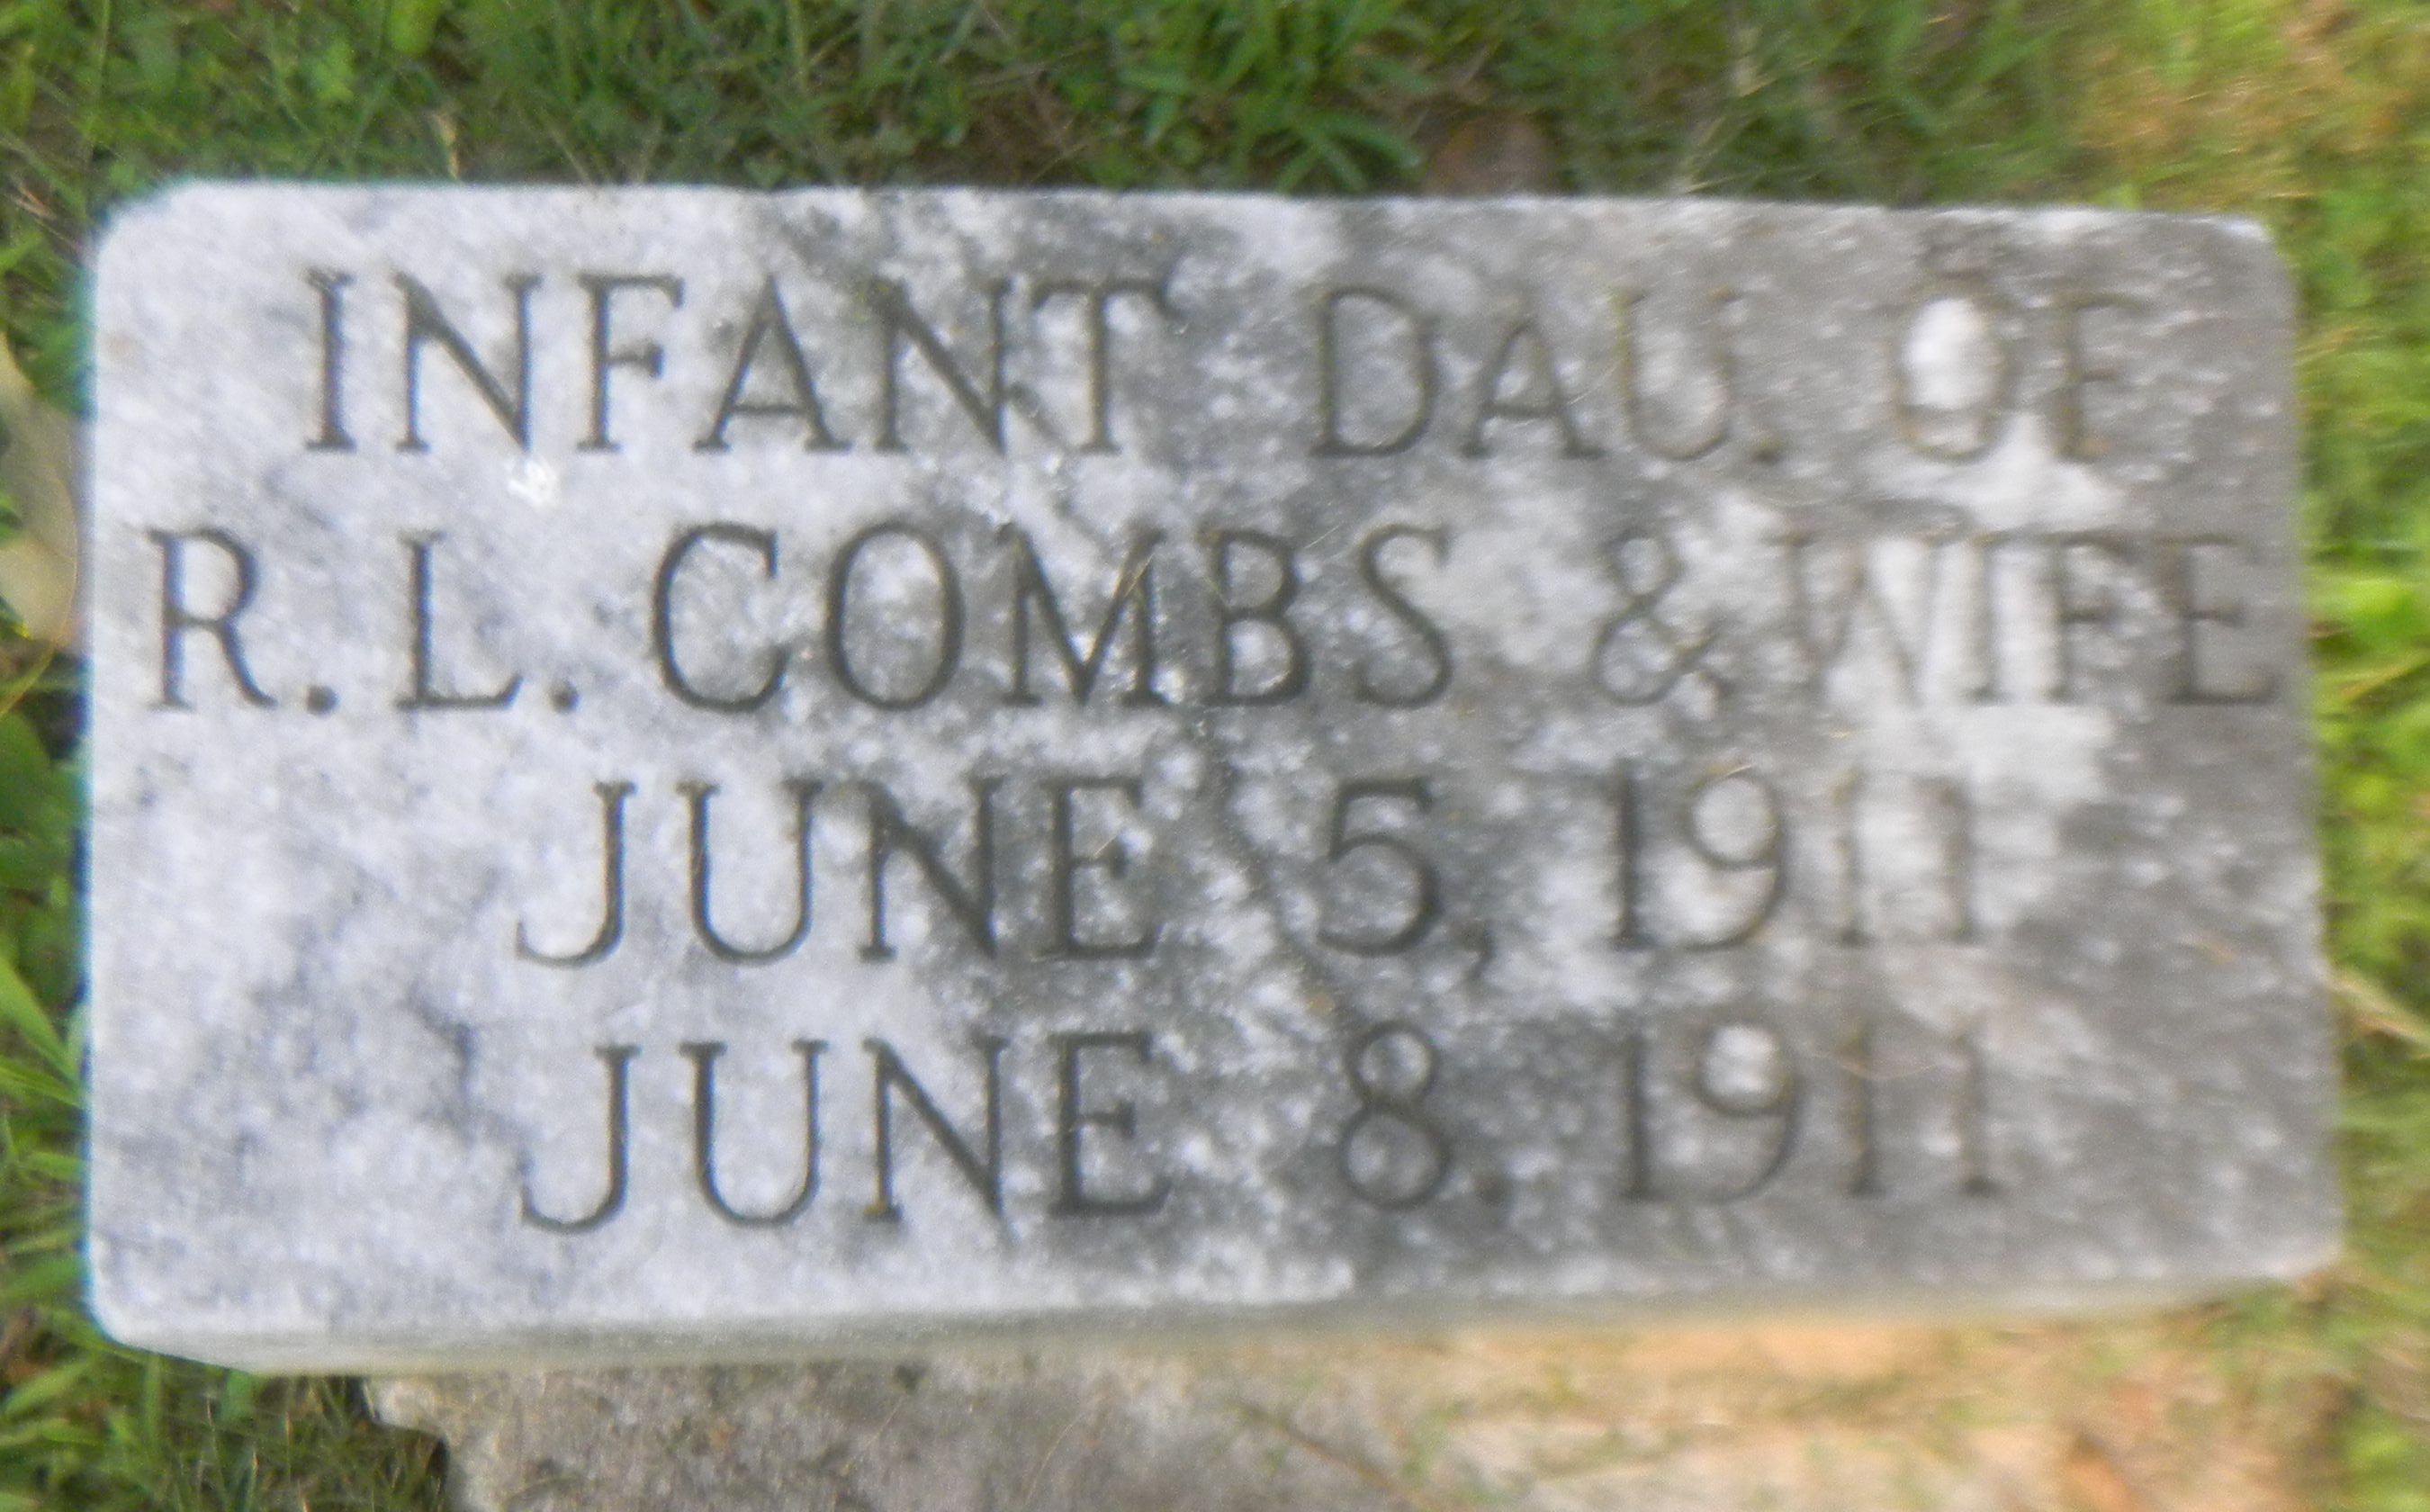 INFANT DAU. OF
R. L. COMBS & WIFE
JUNE 5, 1911
JUNE 8, 1911